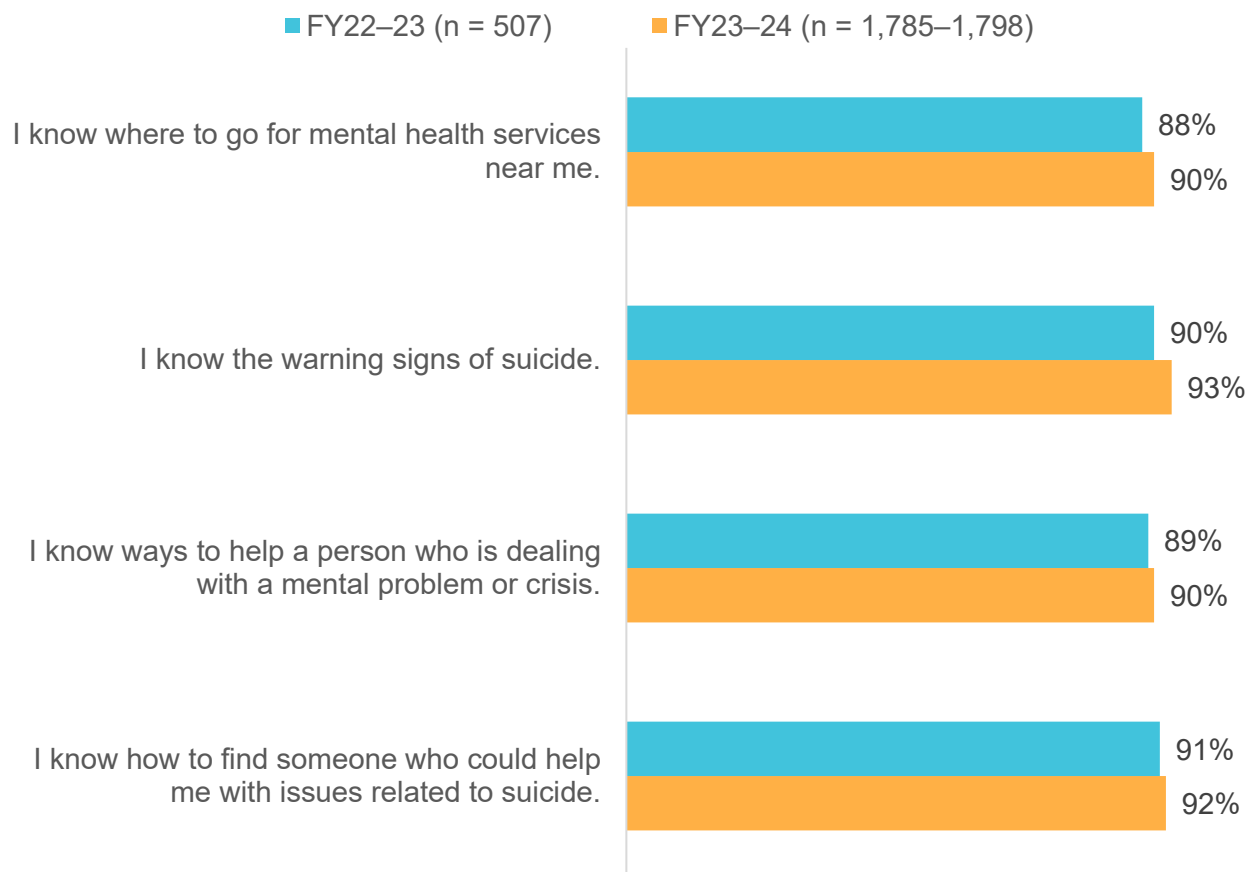 FY22–23 (n = 507)
FY23–24 (n = 1,785–1,798)
I know where to go for mental health services
near me.
88%
90%
I know the warning signs of suicide.
90%
93%
I know ways to help a person who is dealing
with a mental problem or crisis.
89%
90%
I know how to find someone who could help
me with issues related to suicide.
91%
92%